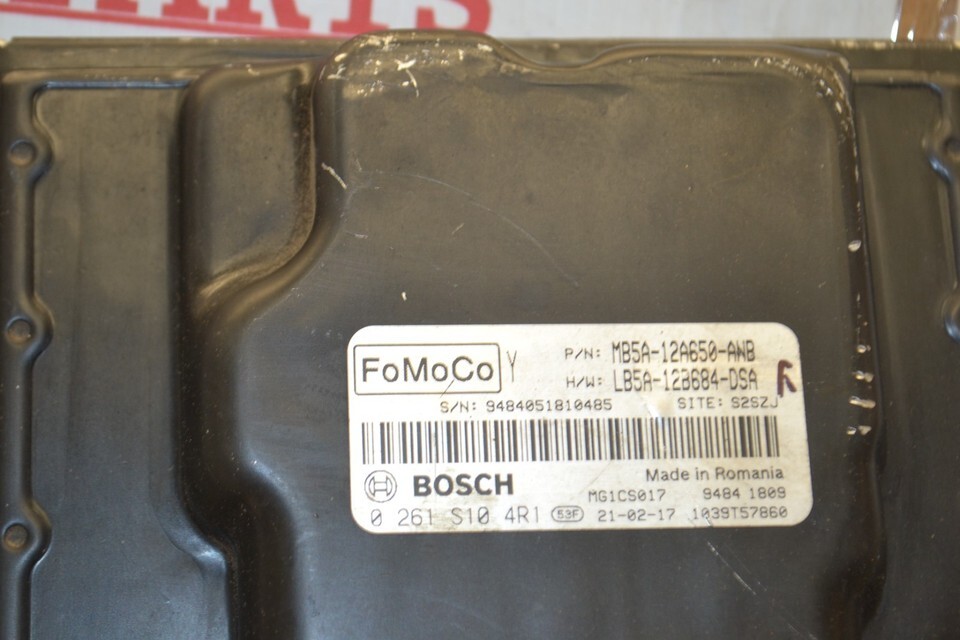 FoMoCo Y P/N: MB5A-12A650-ANB
H/W: LB5A-12B684-DSA
S/N: 9484051810485 SITE: S2SZJ
BOSCH Made in Romania
MG1CS017 9484 1809
0 261 S10 4R1 53F 21-02-17 1039T57860